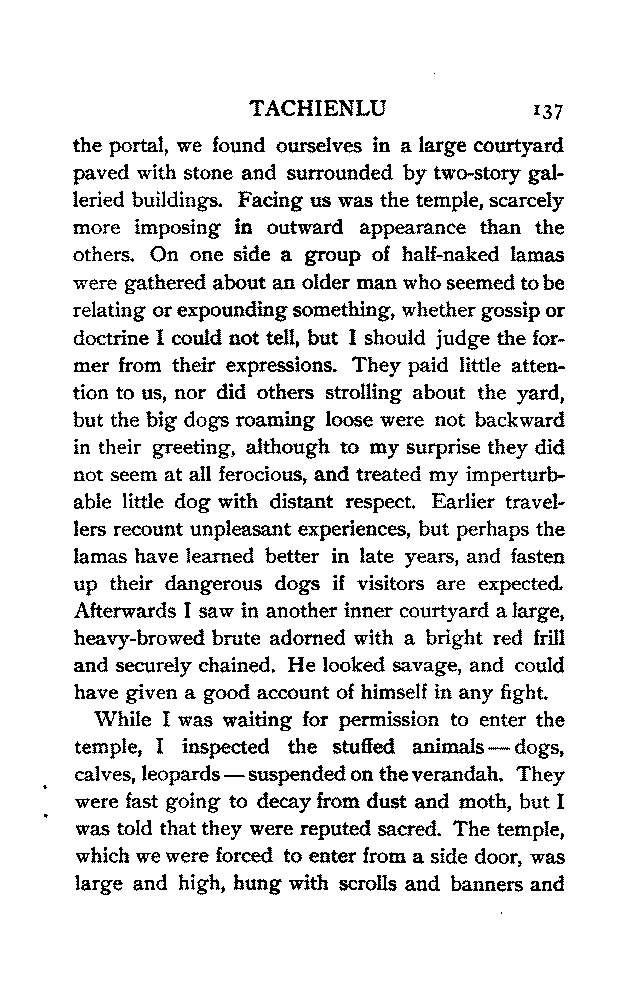 TACHIENLU 137
the portal, we found ourselves in a large courtyard
paved with stone and surrounded by two-story gal-
leried buildings. Facing us was the temple, scarcely
more imposing in outward appearance than the
others. On one side a group of half-naked lamas
were gathered about an older man who seemed to be
relating or expounding something, whether gossip or
doctrine I could not tell, but I should judge the for-
mer from their expressions. They paid little atten-
tion to us, nor did others strolling about the yard,
but the big dogs roaming loose were not backward
in their greeting, although to my surprise they did
not seem at all ferocious, and treated my imperturb-
able little dog with distant respect. Earlier travel-
lers recount unpleasant experiences, but perhaps the
lamas have learned better in late years, and fasten
up their dangerous dogs if visitors are expected.
Afterwards I saw in another inner courtyard a large,
heavy-browed brute adorned with a bright red frill
and securely chained. He looked savage, and could
have given a good account of himself in any fight.
While I was waiting for permission to enter the
temple, I inspected the stuffed animals — dogs,
calves, leopards — suspended on the verandah. They
were fast going to decay from dust and moth, but I
was told that they were reputed sacred. The temple,
which we were forced to enter from a side door, was
large and high, hung with scrolls and banners and